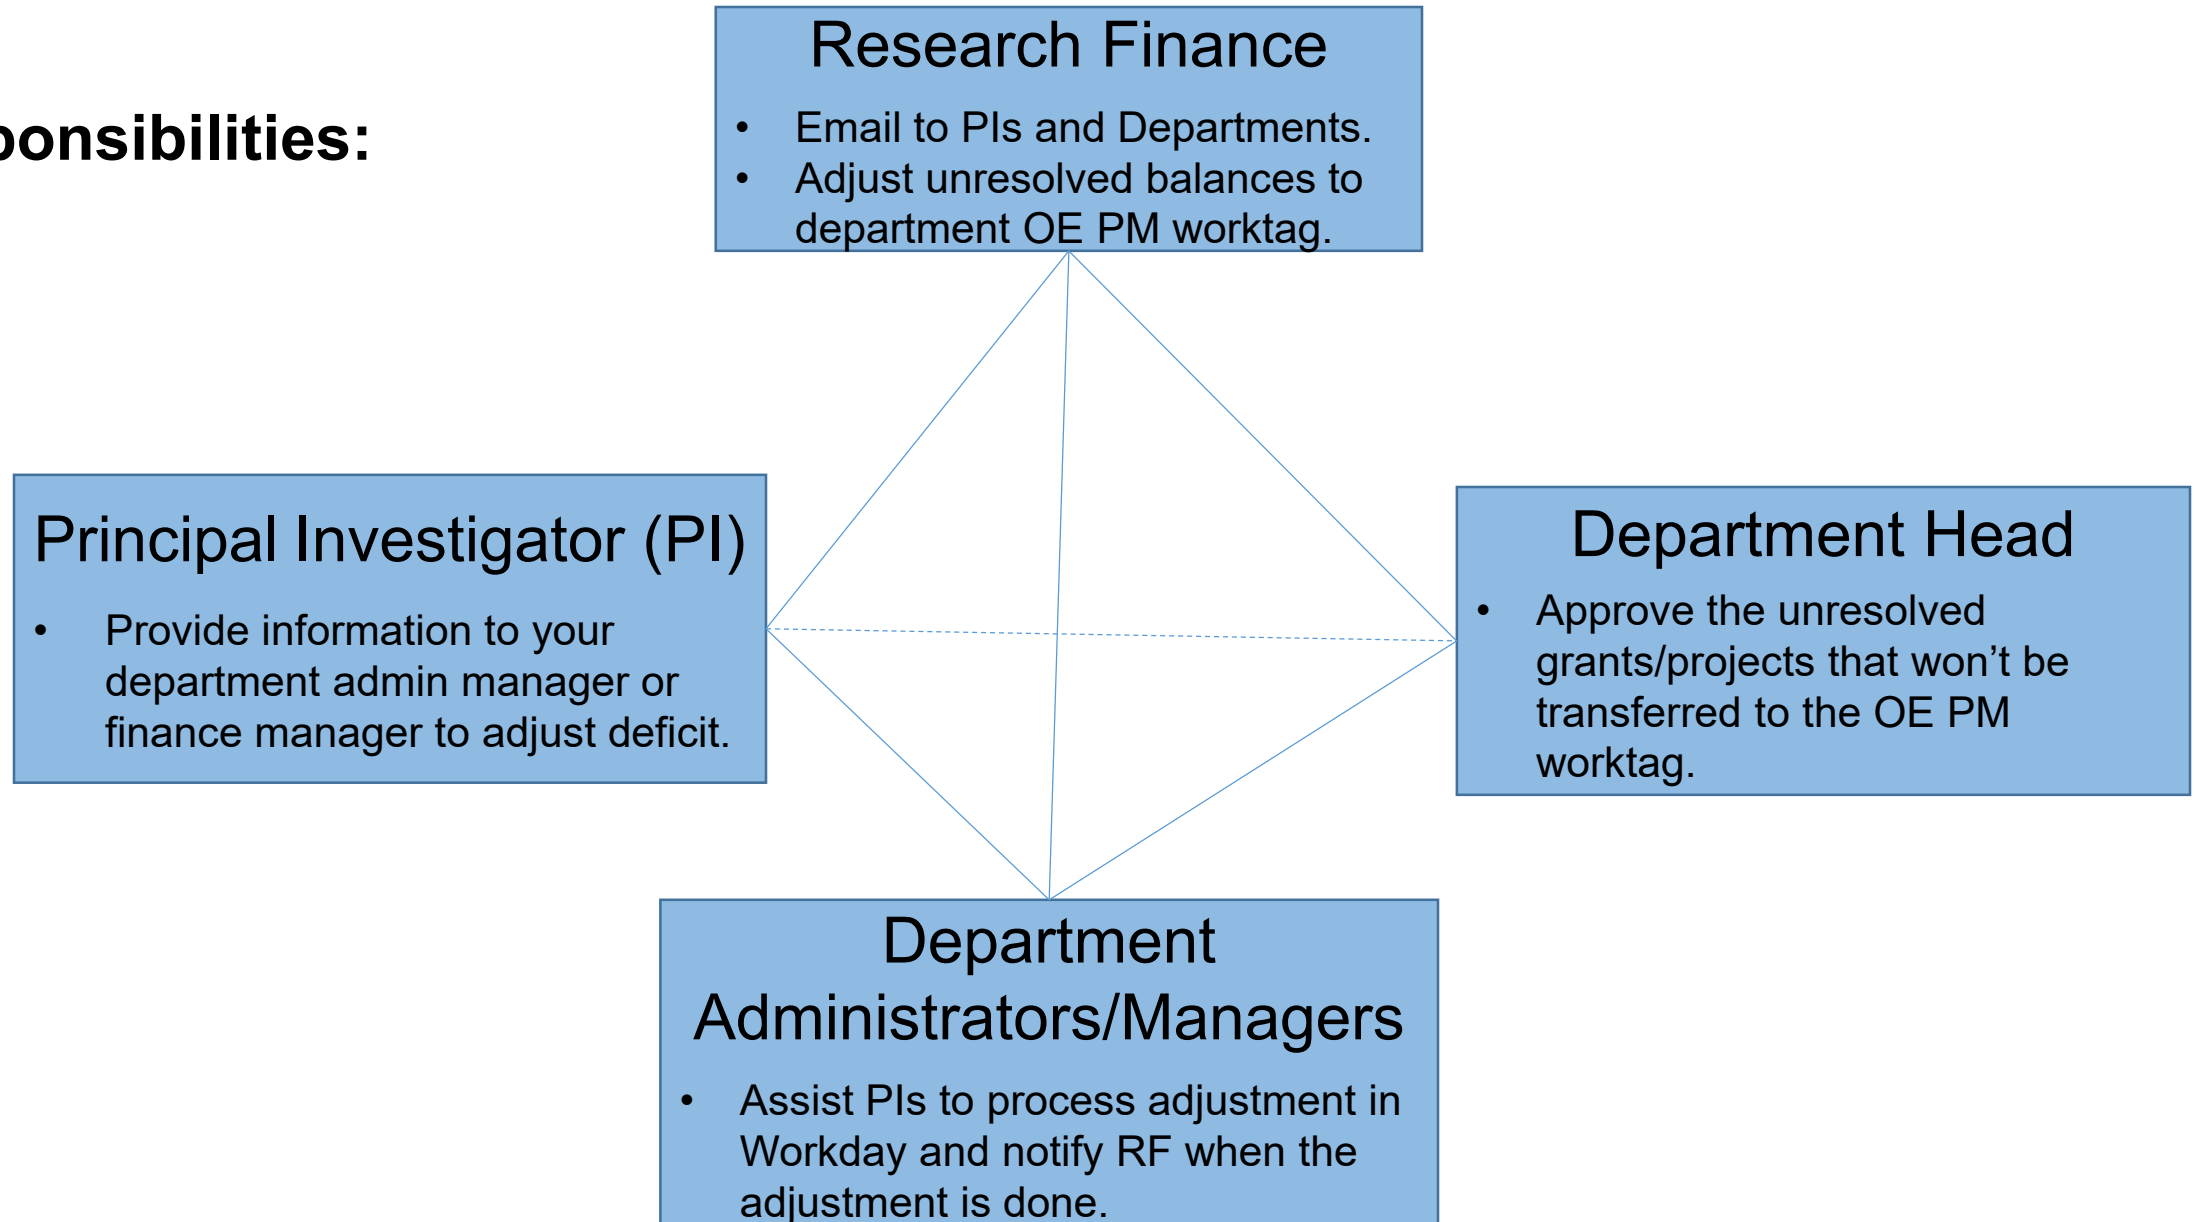 ponsibilities:
Research Finance
• Email to PIs and Departments.
• Adjust unresolved balances to
department OE PM worktag.
Principal Investigator (PI)
• Provide information to your
department admin manager or
finance manager to adjust deficit.
Department Head
• Approve the unresolved
grants/projects that won’t be
transferred to the OE PM
worktag.
Department
Administrators/Managers
• Assist PIs to process adjustment in
Workday and notify RF when the
adjustment is done.